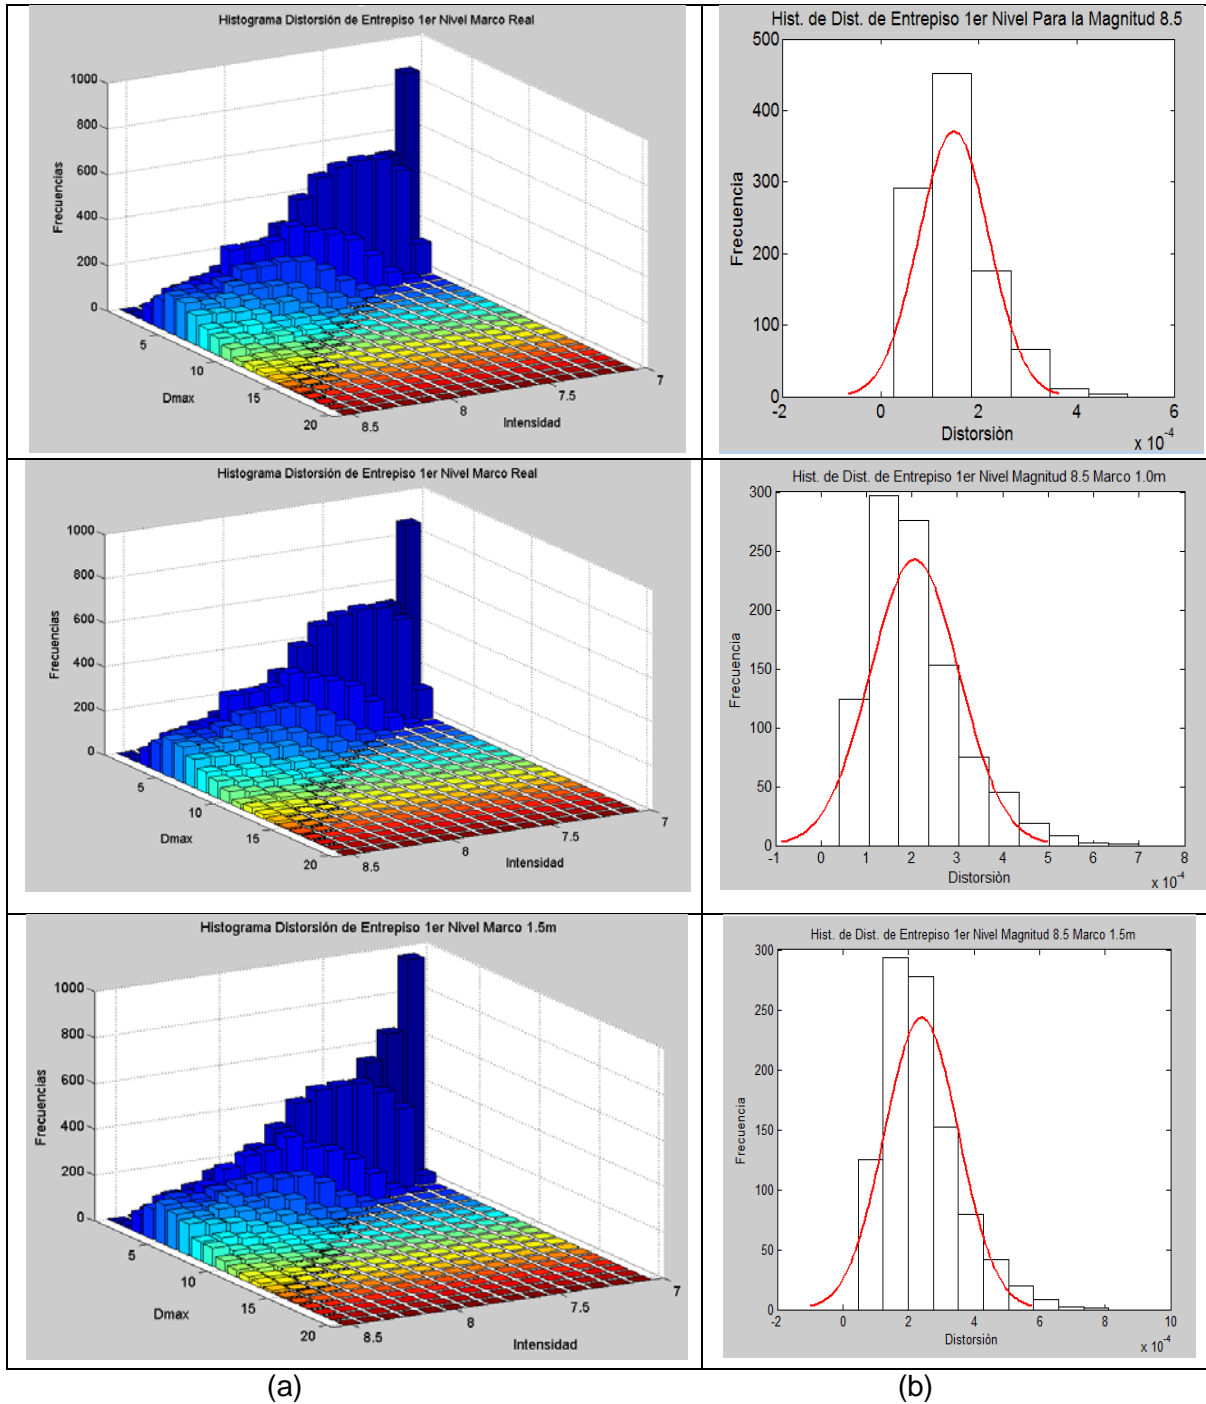 Histograma Distorsión de Entrepiso 1er Nivel Marco Real
1000
800
600
400
200
0
Frecuencias
5
10
15
20
Dmax
8.5
8
7.5
7
Intensidad
Hist. de Dist. de Entrepiso 1er Nivel Para la Magnitud 8.5
500
400
300
200
100
0
Frecuencia
-2 0 2 4 6
Distorsiòn
x 10^-4
Histograma Distorsión de Entrepiso 1er Nivel Marco Real
1000
800
600
400
200
0
Frecuencias
5
10
15
20
Dmax
8.5
8
7.5
7
Intensidad
Hist. de Dist. de Entrepiso 1er Nivel Magnitud 8.5 Marco 1.0m
300
250
200
150
100
50
0
Frecuencia
-1 0 1 2 3 4 5 6 7 8
Distorsiòn
x 10^-4
Histograma Distorsión de Entrepiso 1er Nivel Marco 1.5m
1000
800
600
400
200
0
Frecuencias
5
10
15
20
Dmax
8.5
8
7.5
7
Intensidad
Hist. de Dist. de Entrepiso 1er Nivel Magnitud 8.5 Marco 1.5m
300
250
200
150
100
50
0
Frecuencia
-2 0 2 4 6 8 10
Distorsiòn
x 10^-4
(a) (b)